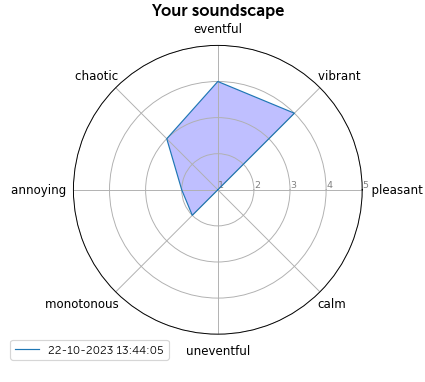 Your soundscape
eventful
chaotic
vibrant
annoying
1 2 3 4 5
pleasant
monotonous
calm
22-10-2023 13:44:05
uneventful